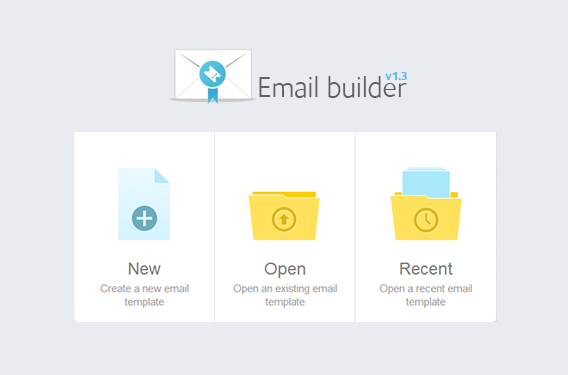 Email builder v1.3
New
Create a new email
template
Open
Open an existing email
template
Recent
Open a recent email
template